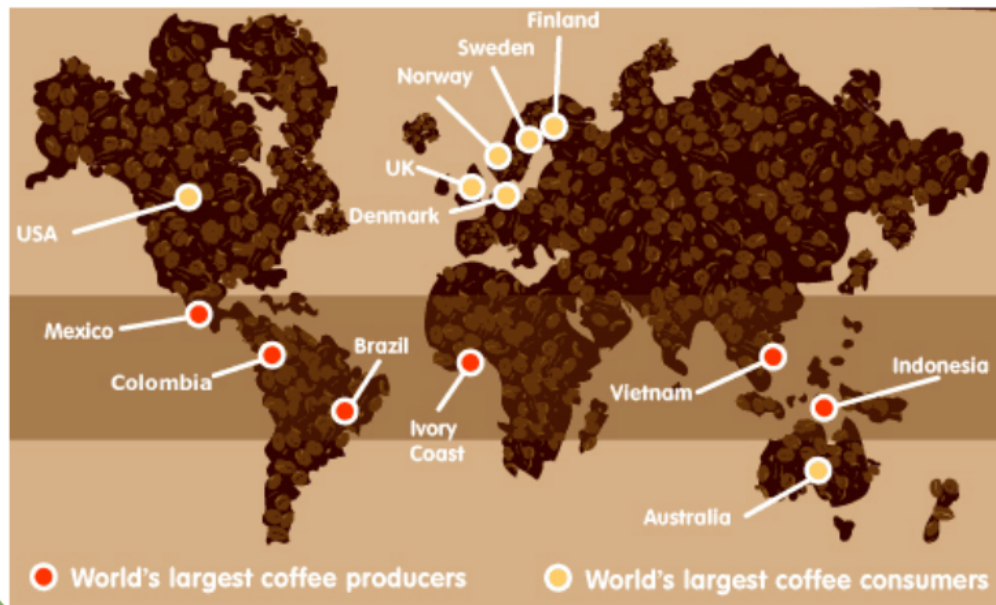 Finland
Sweden
Norway
UK
Denmark
USA
Mexico
Colombia
Brazil
Ivory
Coast
Vietnam
Indonesia
Australia
World's largest coffee producers
World's largest coffee consumers